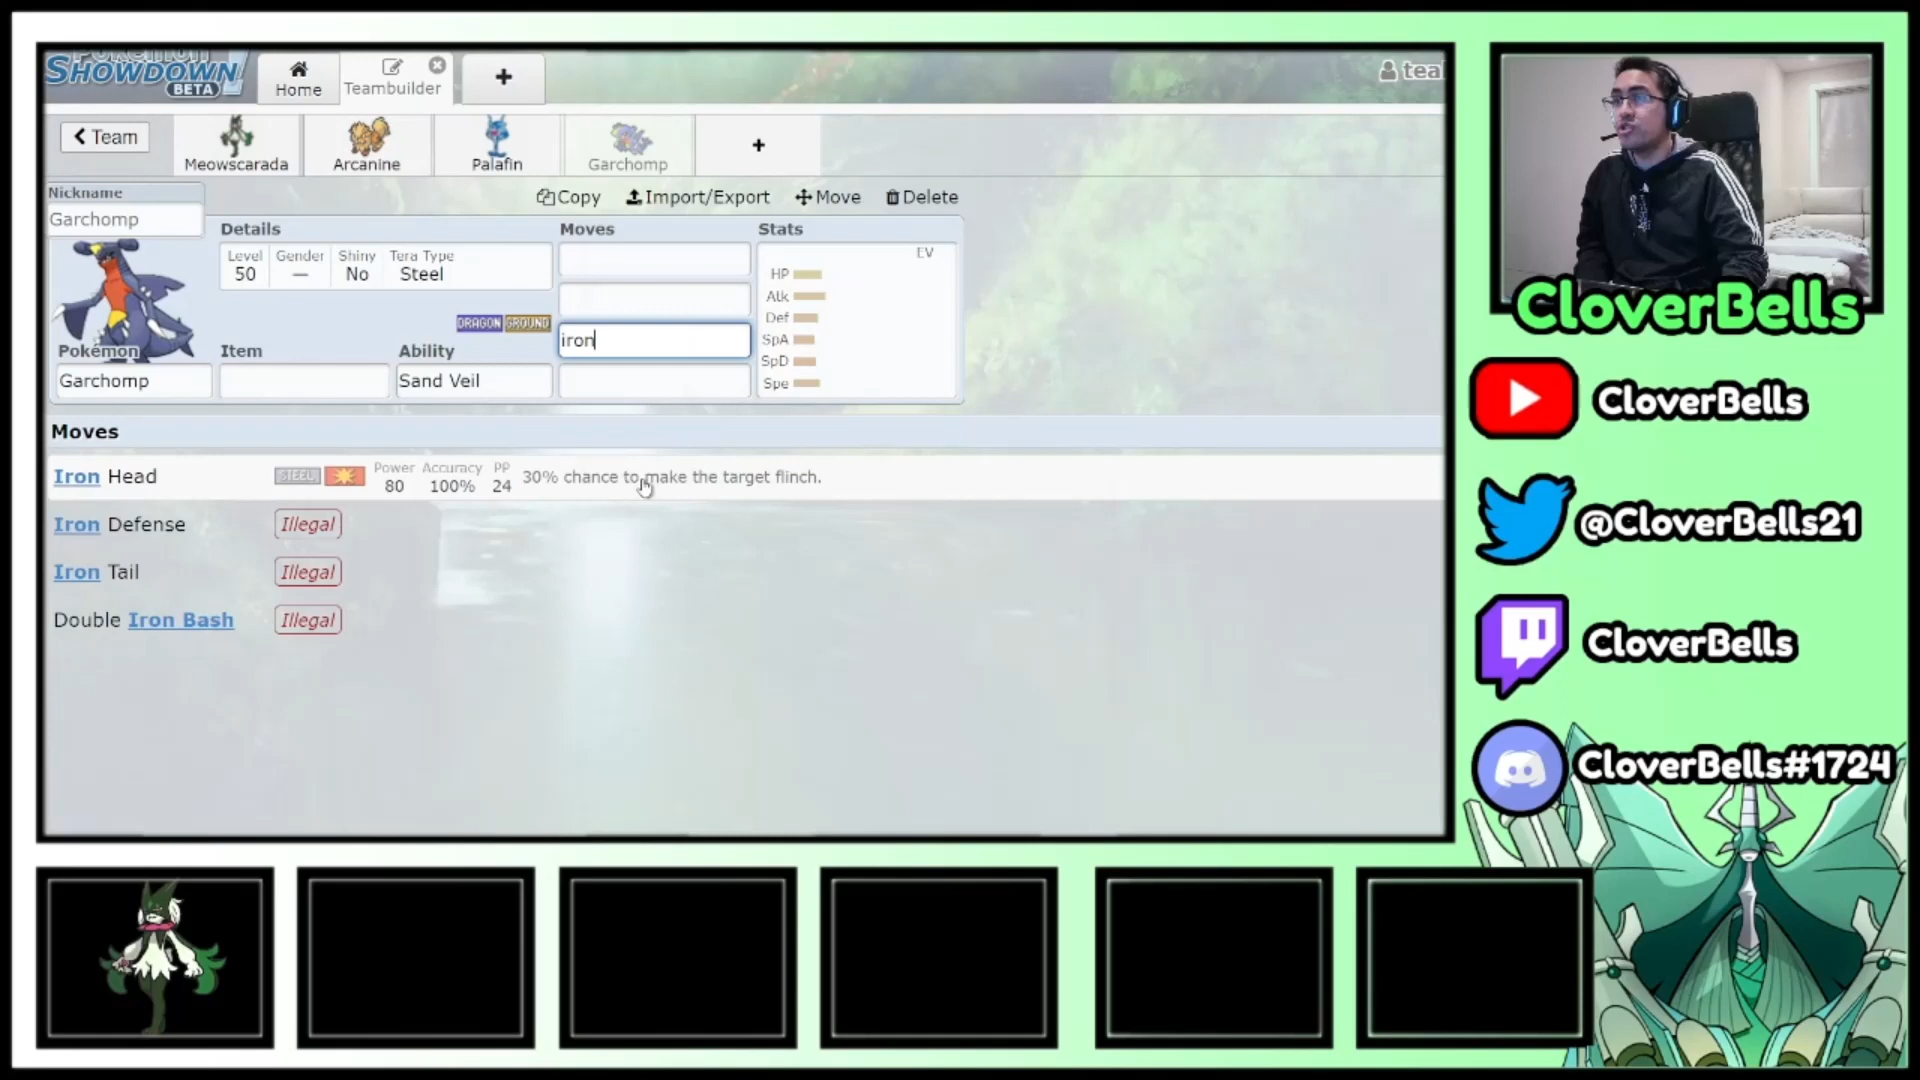 Pokémon
SHOWDOWN
BETA
Home
Teambuilder
+
teal
Team
Meowscarada
Arcanine
Palafin
Garchomp
+
Nickname
Garchomp
Copy
Import/Export
Move
Delete
Details
Moves
Stats
Level
50
Gender
—
Shiny
No
Tera Type
Steel
EV
HP
Atk
Def
SpA
SpD
Spe
DRAGON GROUND
iron
Pokémon
Item
Ability
Garchomp
Sand Veil
Moves
Iron Head
STEEL
Power
80
Accuracy
100%
PP
24
30% chance to make the target flinch.
Iron Defense
Illegal
Iron Tail
Illegal
Double Iron Bash
Illegal
CloverBells
CloverBells
@CloverBells21
CloverBells
CloverBells#1724